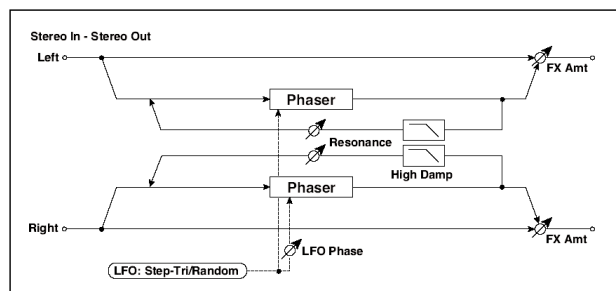 Stereo In - Stereo Out
Left
FX Amt
Phaser
Resonance
Phaser
High Damp
Right
FX Amt
LFO Phase
LFO: Step-Tri/Random